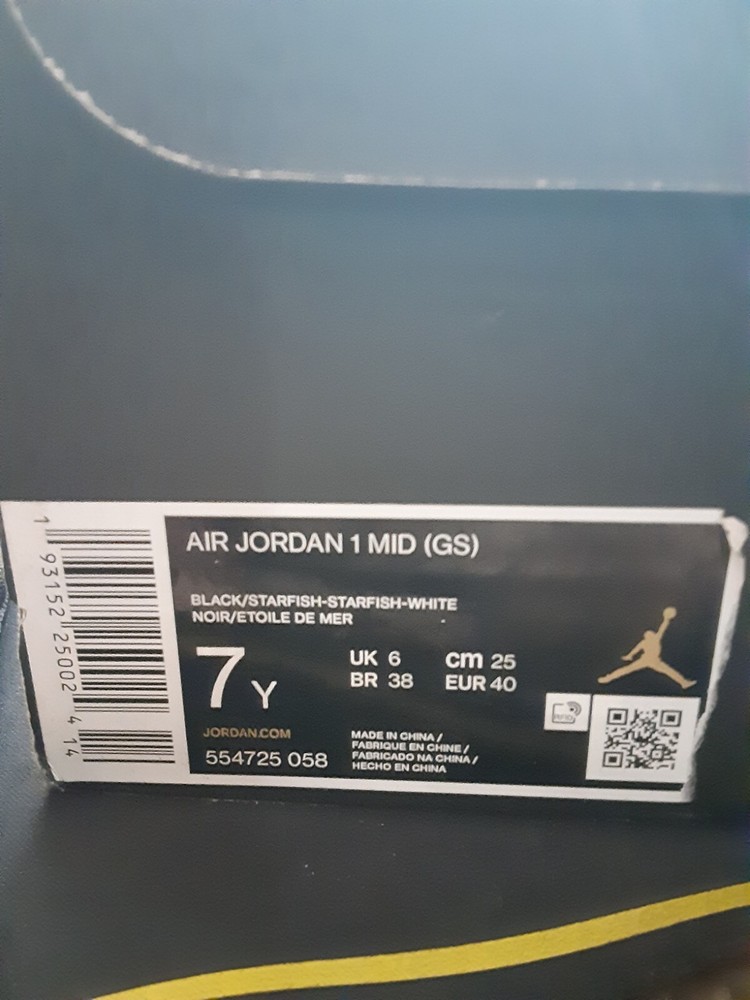 AIR JORDAN 1 MID (GS)
BLACK/STARFISH-STARFISH-WHITE
NOIR/ETOILE DE MER
7 Y
UK 6 cm 25
BR 38 EUR 40
RFID
JORDAN.COM
554725 058
MADE IN CHINA /
FABRIQUE EN CHINE /
FABRICADO NA CHINA /
HECHO EN CHINA
1 93152 25002 4 14